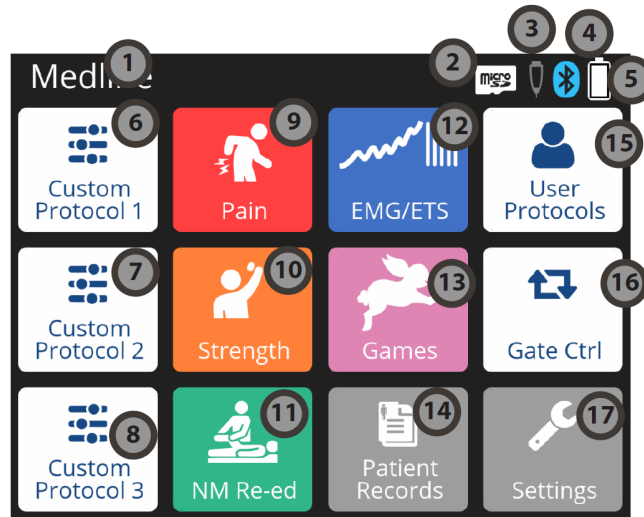 3
4
1
2
5
Medline
micro
SD
6
9
12
15
Custom
Protocol 1
Pain
EMG/ETS
User
Protocols
7
10
13
16
Custom
Protocol 2
Strength
Games
Gate Ctrl
8
11
14
17
Custom
Protocol 3
NM Re-ed
Patient
Records
Settings